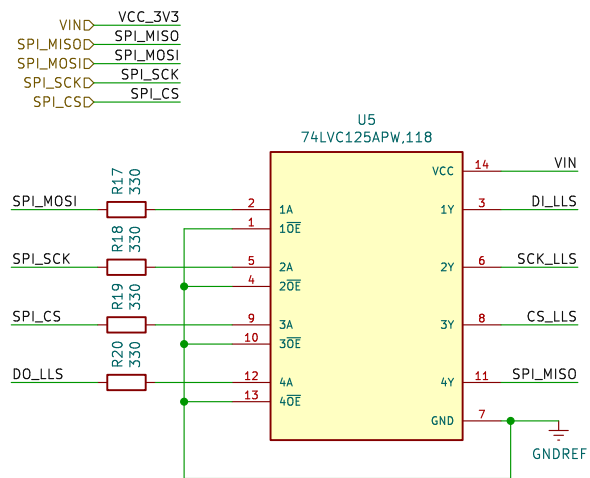 VIN VCC_3V3
SPI_MISO SPI_MISO
SPI_MOSI SPI_MOSI
SPI_SCK SPI_SCK
SPI_CS SPI_CS
U5
74LVC125APW,118
R17 330
VCC 14 VIN
SPI_MOSI 2 1A 1Y 3 DI_LLS
1 1OE
R18 330
SPI_SCK 5 2A 2Y 6 SCK_LLS
4 2OE
R19 330
SPI_CS 9 3A 3Y 8 CS_LLS
10 3OE
R20 330
DO_LLS 12 4A 4Y 11 SPI_MISO
13 4OE
GND 7
GNDREF